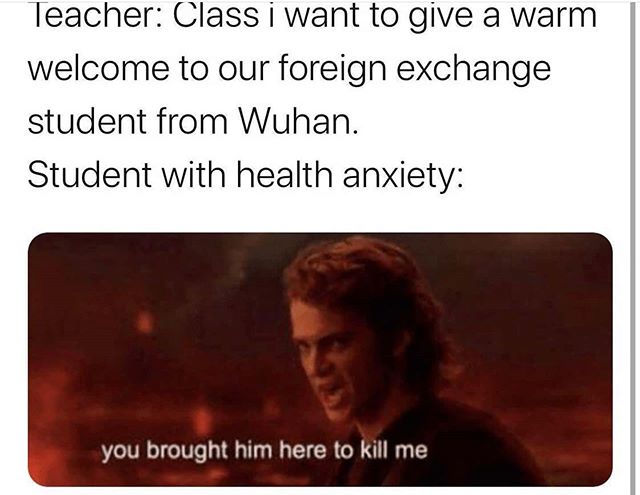 Teacher: Class i want to give a warm
welcome to our foreign exchange
student from Wuhan.
Student with health anxiety:
you brought him here to kill me